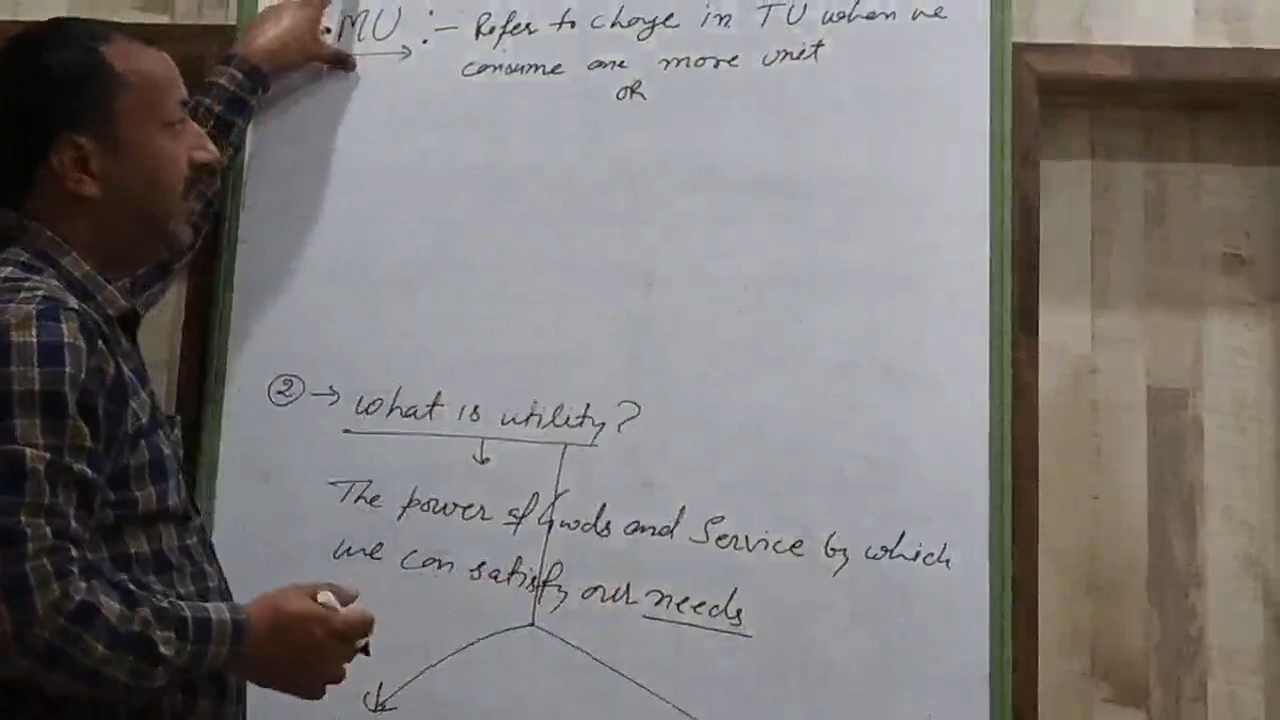 MU :- Refer to change in TU when we
consume one more unit
OR
② → what is utility?
The power of Goods and Service by which
we can satisfy our needs